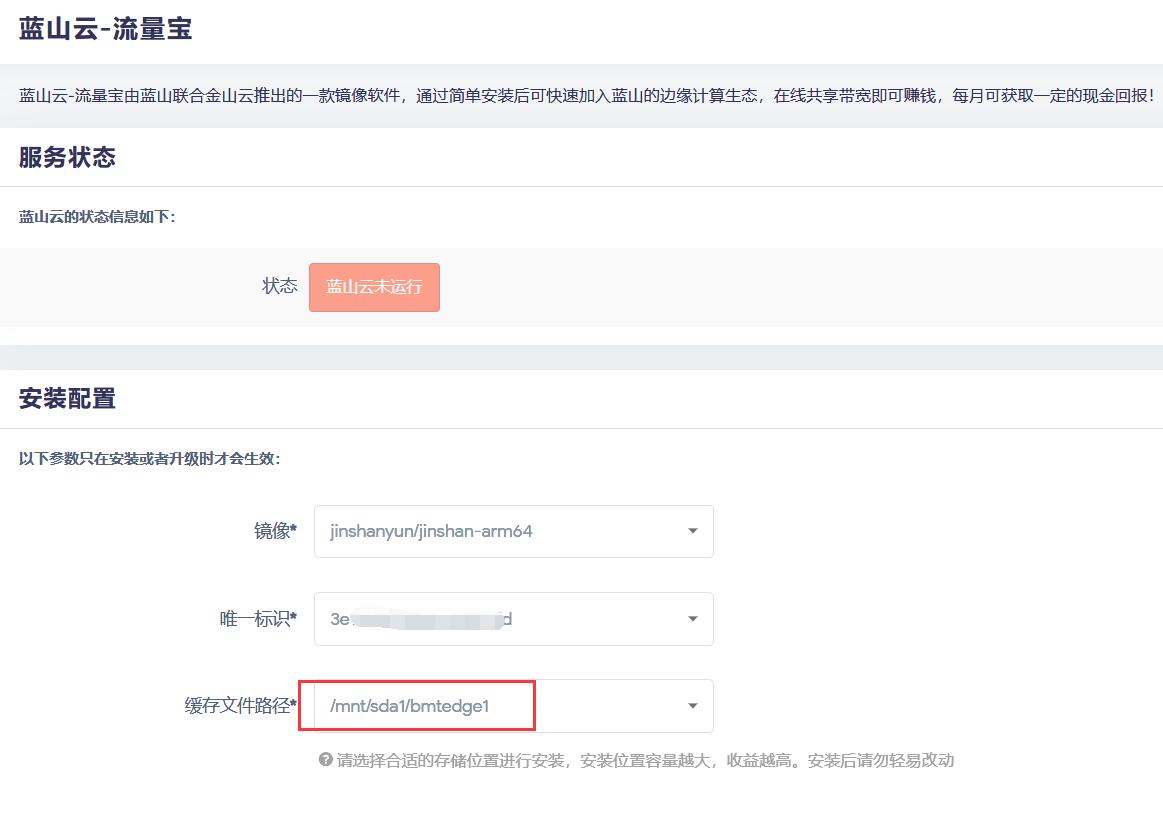 蓝山云-流量宝
蓝山云-流量宝由蓝山联合金山云推出的一款镜像软件，通过简单安装后可快速加入蓝山的边缘计算生态，在线共享带宽即可赚钱，每月可获取一定的现金回报！
服务状态
蓝山云的状态信息如下：
状态 蓝山云未运行
安装配置
以下参数只在安装或者升级时才会生效：
镜像* jinshanyun/jinshan-arm64
唯一标识*
缓存文件路径* /mnt/sda1/bmtedge1
请选择合适的存储位置进行安装，安装位置容量越大，收益越高。安装后请勿轻易改动